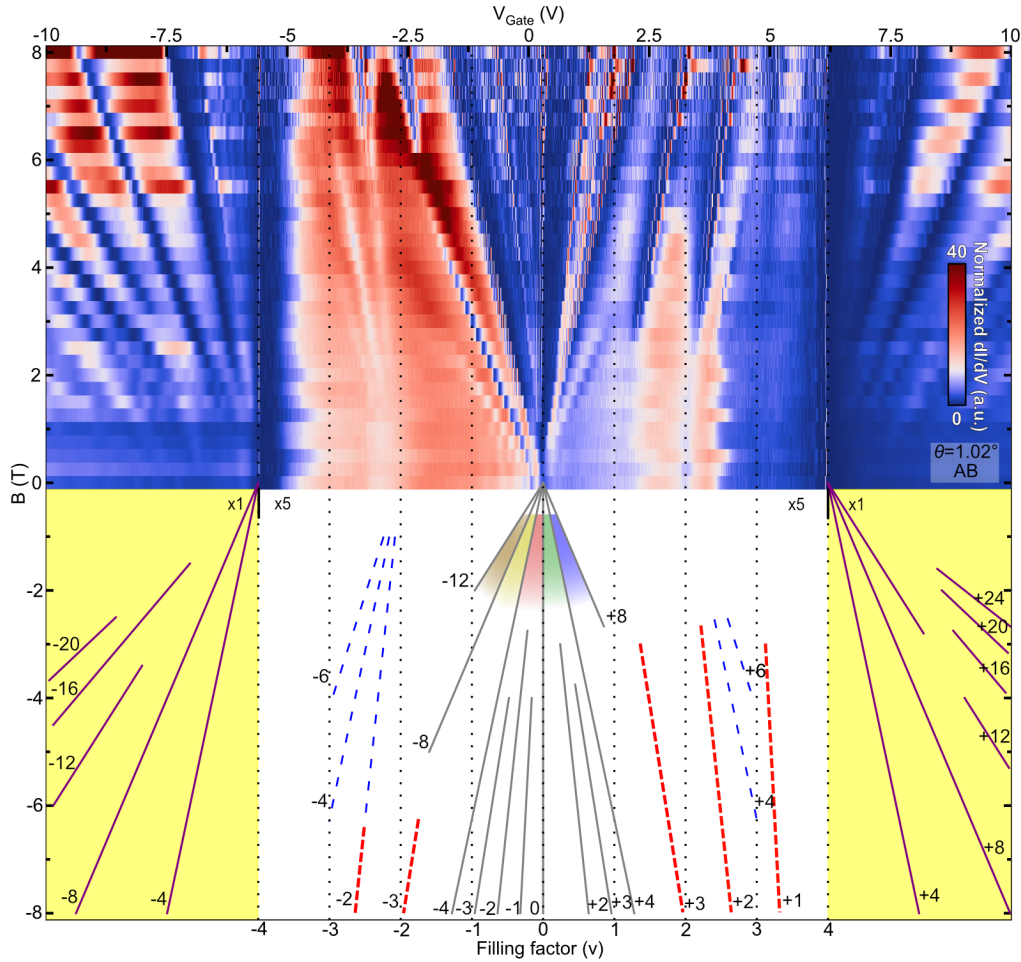 V_Gate (V)
-10 -7.5 -5 -2.5 0 2.5 5 7.5 10
8
6
4
2
0
-2
-4
-6
-8
B (T)
40
Normalized dI/dV (a.u.)
0
θ=1.02°
AB
x1 x5 x5 x1
-12 +8
-20 -16 -12 -8 -4
-6 -4 -2 -3
-8
-4 -3 -2 -1 0 +2 +3 +4
+6 +4
+3 +2 +1
+24 +20 +16 +12 +8 +4
-4 -3 -2 -1 0 1 2 3 4
Filling factor (ν)